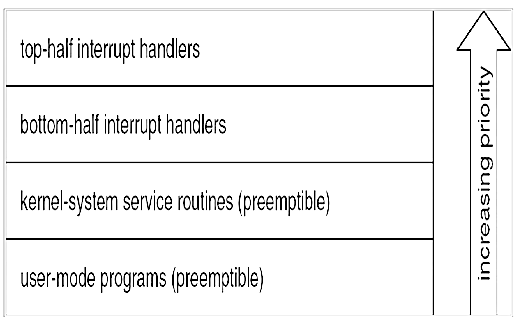 top-half interrupt handlers
bottom-half interrupt handlers
kernel-system service routines (preemptible)
user-mode programs (preemptible)
increasing priority